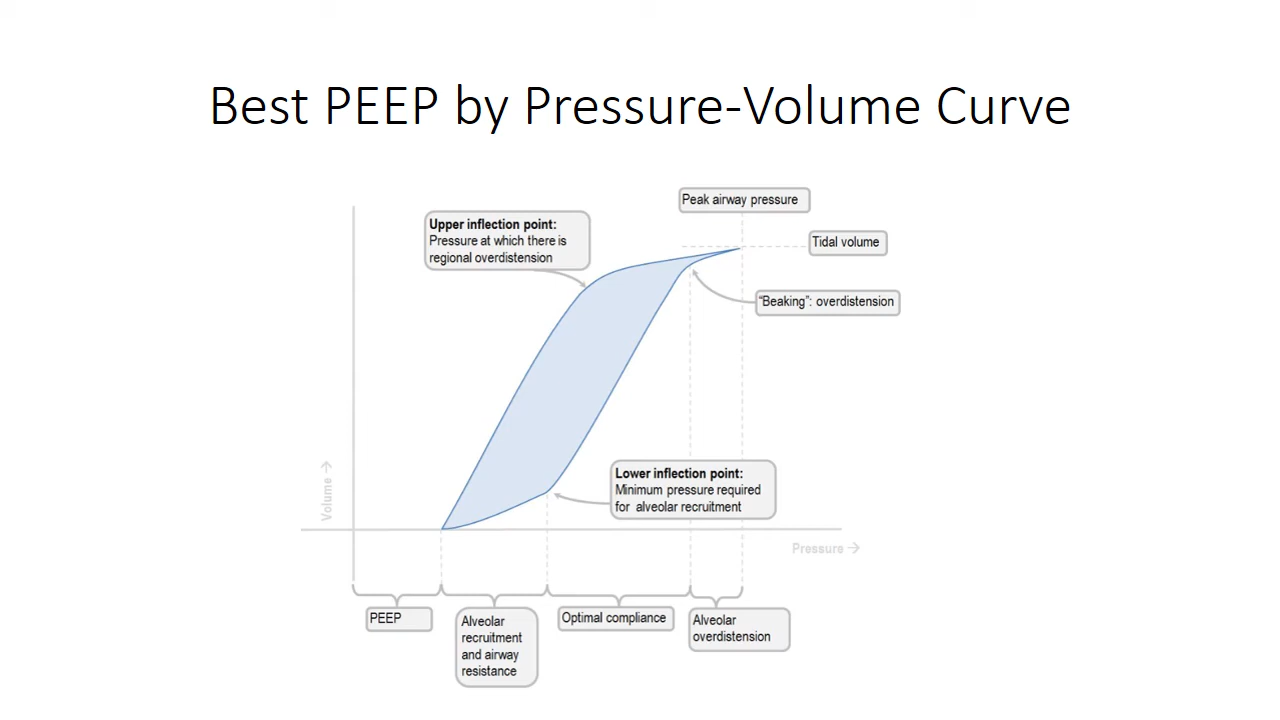 Best PEEP by Pressure-Volume Curve
Peak airway pressure
Upper inflection point:
Pressure at which there is
regional overdistension
Tidal volume
“Beaking”: overdistension
Lower inflection point:
Minimum pressure required
for alveolar recruitment
Volume →
Pressure →
PEEP
Alveolar
recruitment
and airway
resistance
Optimal compliance
Alveolar
overdistension